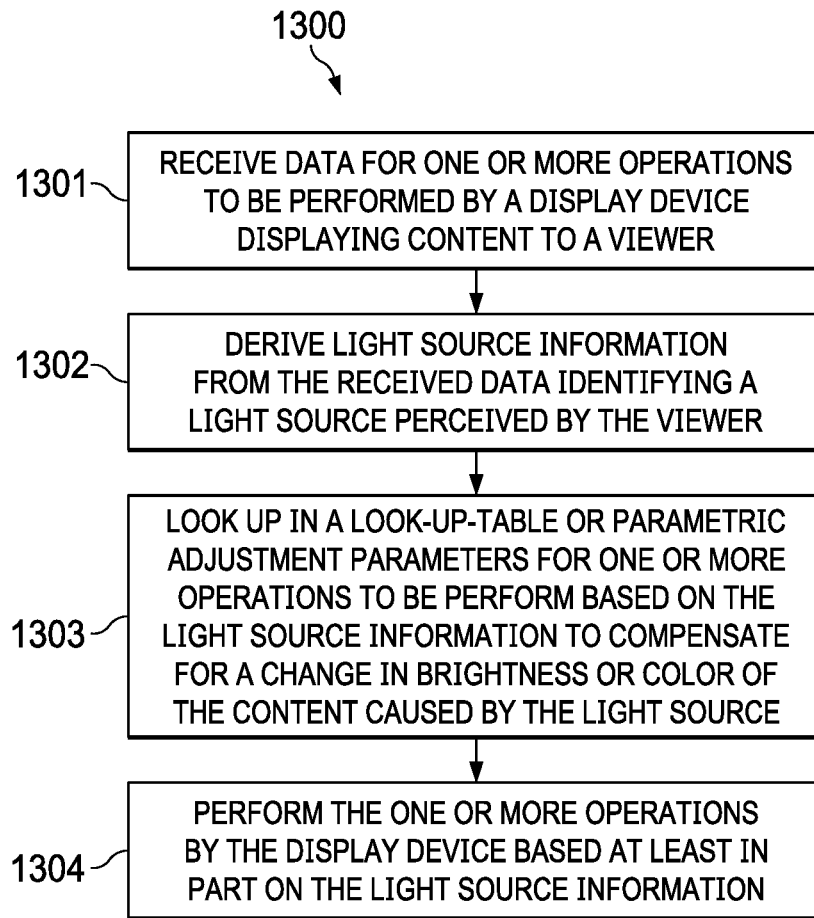 1300
1301
RECEIVE DATA FOR ONE OR MORE OPERATIONS
TO BE PERFORMED BY A DISPLAY DEVICE
DISPLAYING CONTENT TO A VIEWER
1302
DERIVE LIGHT SOURCE INFORMATION
FROM THE RECEIVED DATA IDENTIFYING A
LIGHT SOURCE PERCEIVED BY THE VIEWER
1303
LOOK UP IN A LOOK-UP-TABLE OR PARAMETRIC
ADJUSTMENT PARAMETERS FOR ONE OR MORE
OPERATIONS TO BE PERFORM BASED ON THE
LIGHT SOURCE INFORMATION TO COMPENSATE
FOR A CHANGE IN BRIGHTNESS OR COLOR OF
THE CONTENT CAUSED BY THE LIGHT SOURCE
1304
PERFORM THE ONE OR MORE OPERATIONS
BY THE DISPLAY DEVICE BASED AT LEAST IN
PART ON THE LIGHT SOURCE INFORMATION